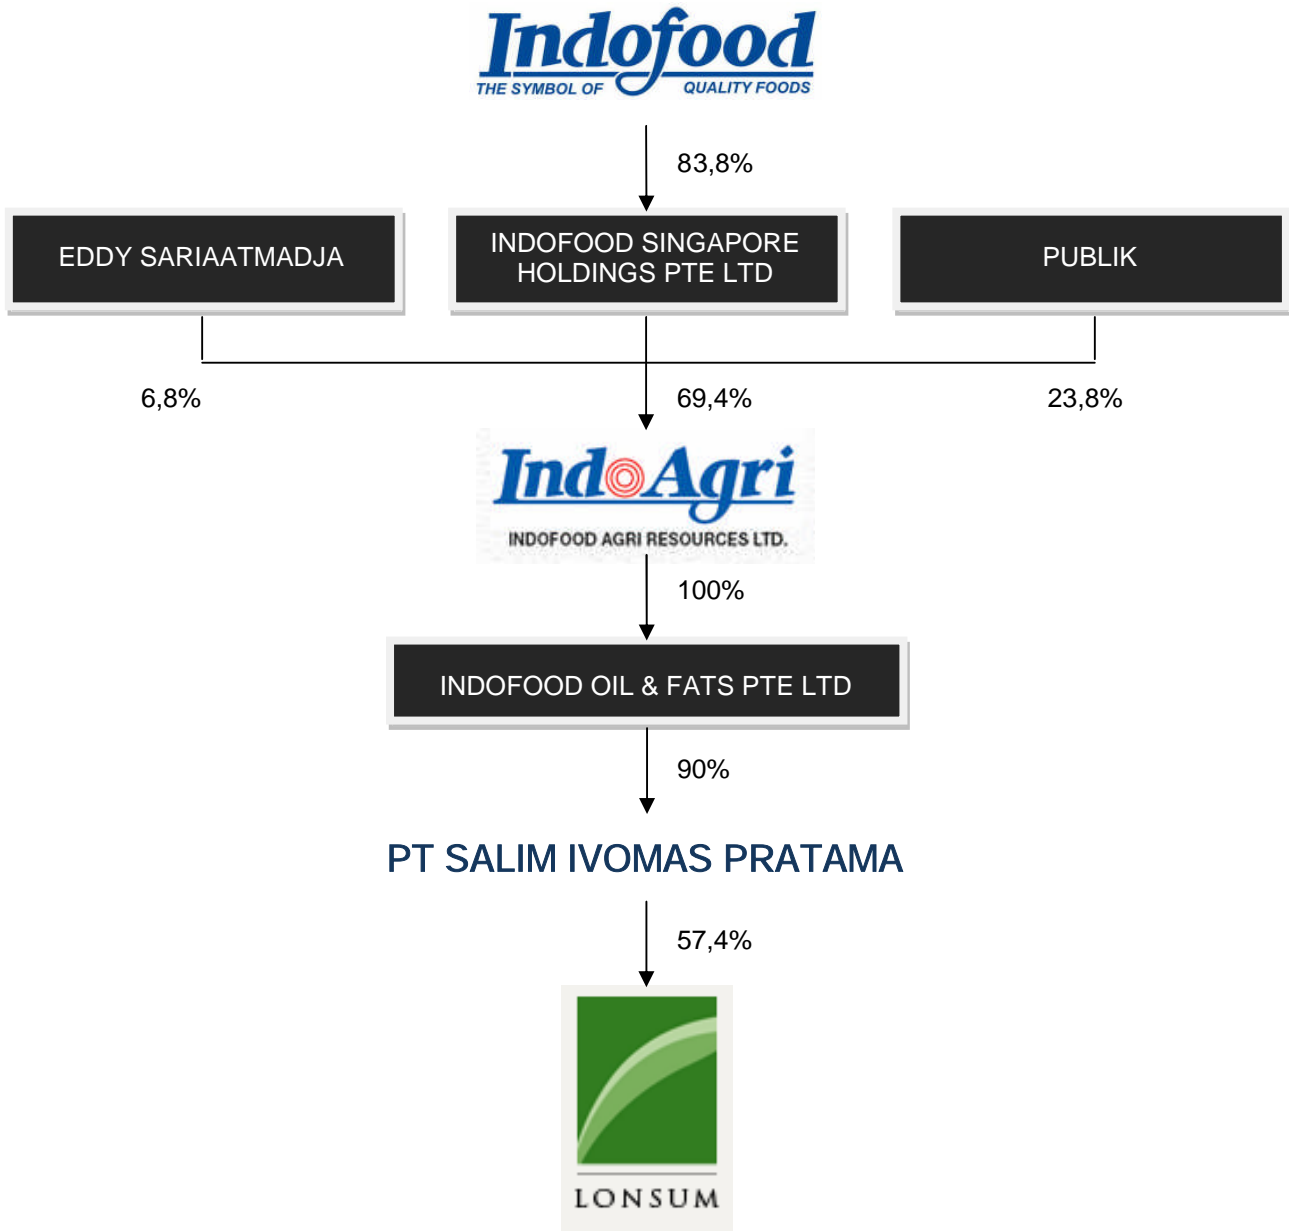 Indofood
THE SYMBOL OF QUALITY FOODS
83,8%
EDDY SARIAATMADJA
INDOFOOD SINGAPORE
HOLDINGS PTE LTD
PUBLIK
6,8%
69,4%
23,8%
IndoAgri
INDOFOOD AGRI RESOURCES LTD.
100%
INDOFOOD OIL & FATS PTE LTD
90%
PT SALIM IVOMAS PRATAMA
57,4%
LONSUM